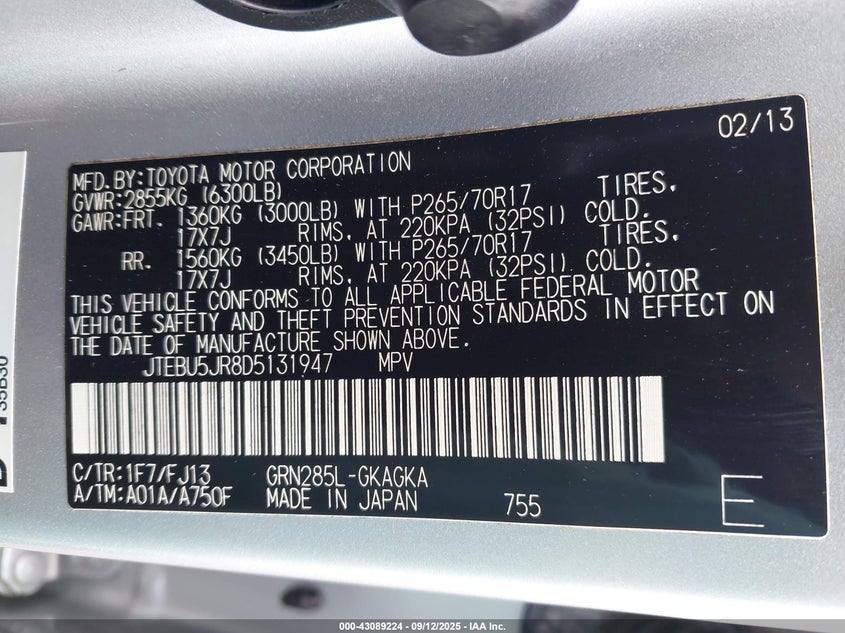 02/13
MFD.BY:TOYOTA MOTOR CORPORATION
GVWR:2855KG (6300LB)
GAWR:FRT. 1360KG (3000LB) WITH P265/70R17 TIRES,
17X7J RIMS, AT 220KPA (32PSI) COLD.
RR. 1560KG (3450LB) WITH P265/70R17 TIRES,
17X7J RIMS, AT 220KPA (32PSI) COLD.
THIS VEHICLE CONFORMS TO ALL APPLICABLE FEDERAL MOTOR
VEHICLE SAFETY AND THEFT PREVENTION STANDARDS IN EFFECT ON
THE DATE OF MANUFACTURE SHOWN ABOVE.
JTEBU5JR8D5131947 MPV
C/TR:1F7/FJ13 GRN285L-GKAGKA
A/TM:A01A/A750F MADE IN JAPAN 755
E
35B30
000-43089224 - 09/12/2025 - IAA Inc.